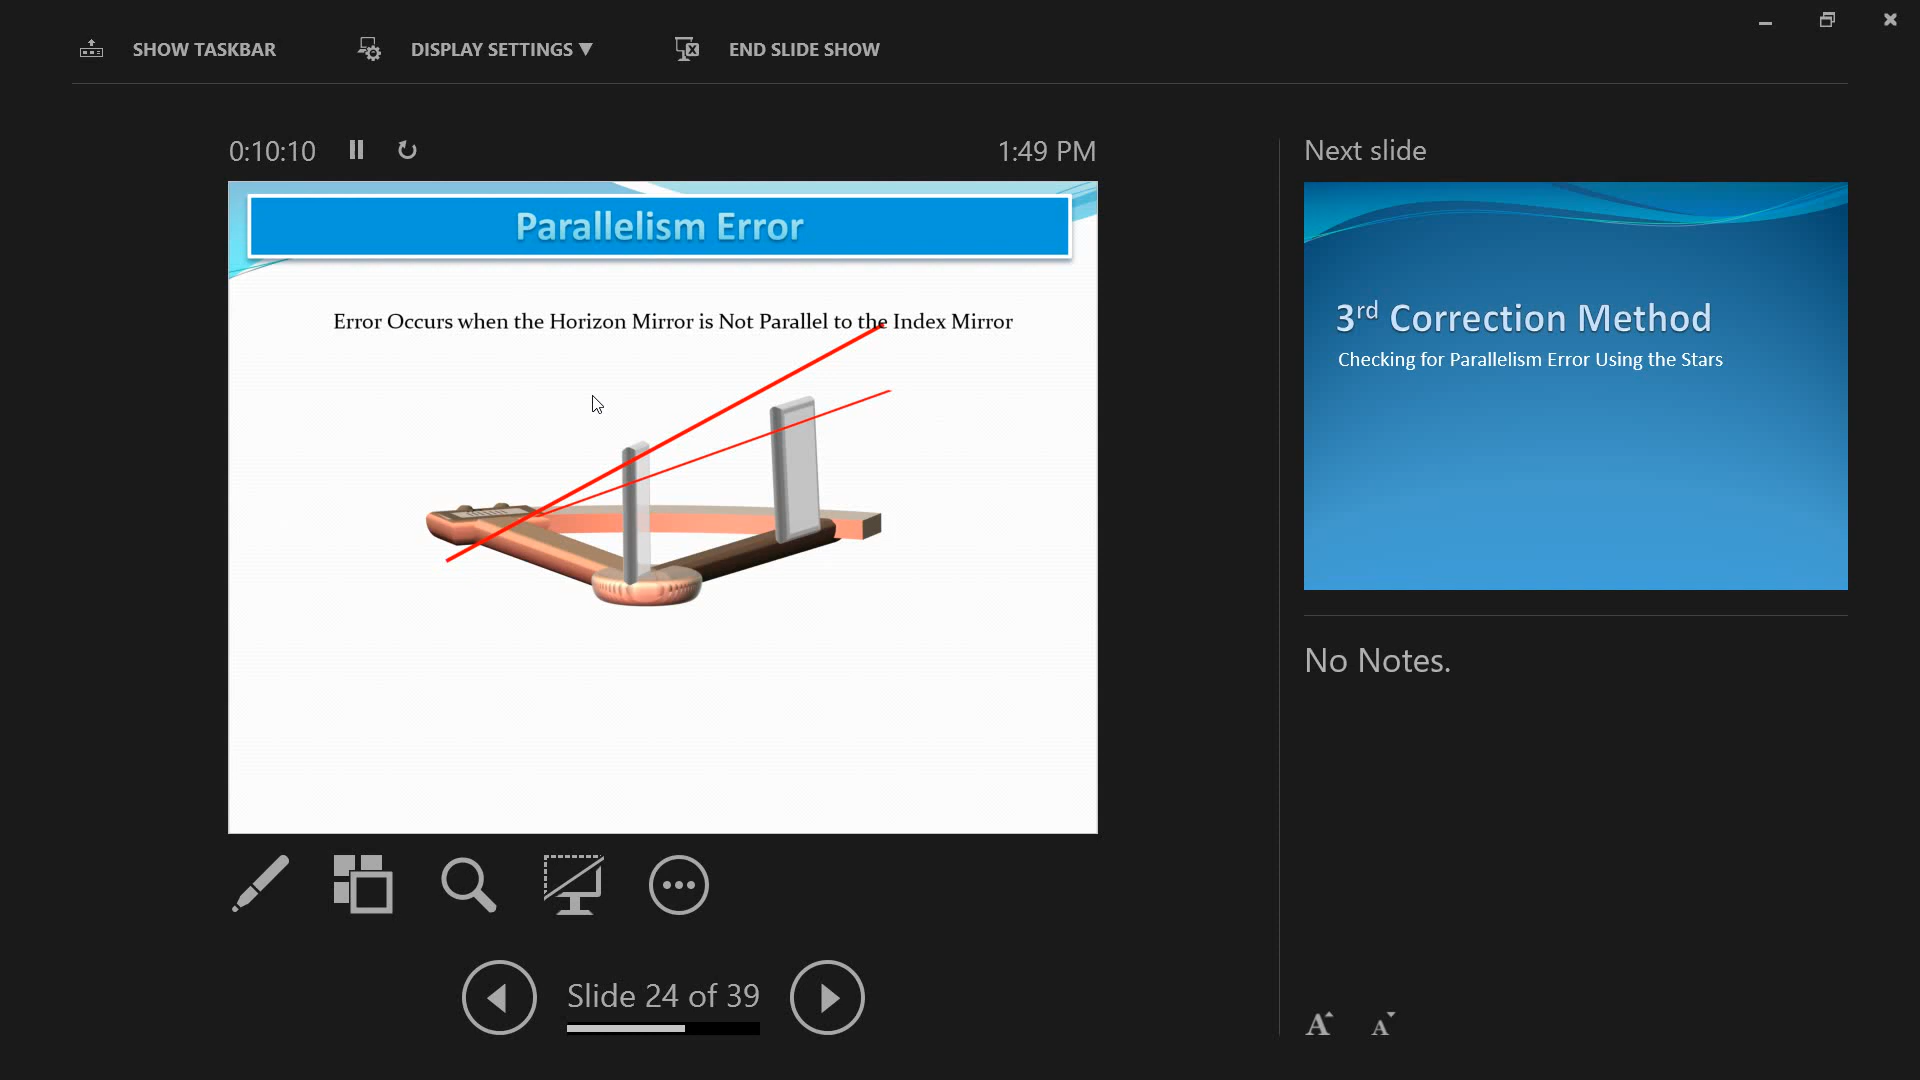 SHOW TASKBAR
DISPLAY SETTINGS ▼
END SLIDE SHOW
0:10:10
1:49 PM
Parallelism Error
Error Occurs when the Horizon Mirror is Not Parallel to the Index Mirror
Slide 24 of 39
Next slide
3rd Correction Method
Checking for Parallelism Error Using the Stars
No Notes.
A A